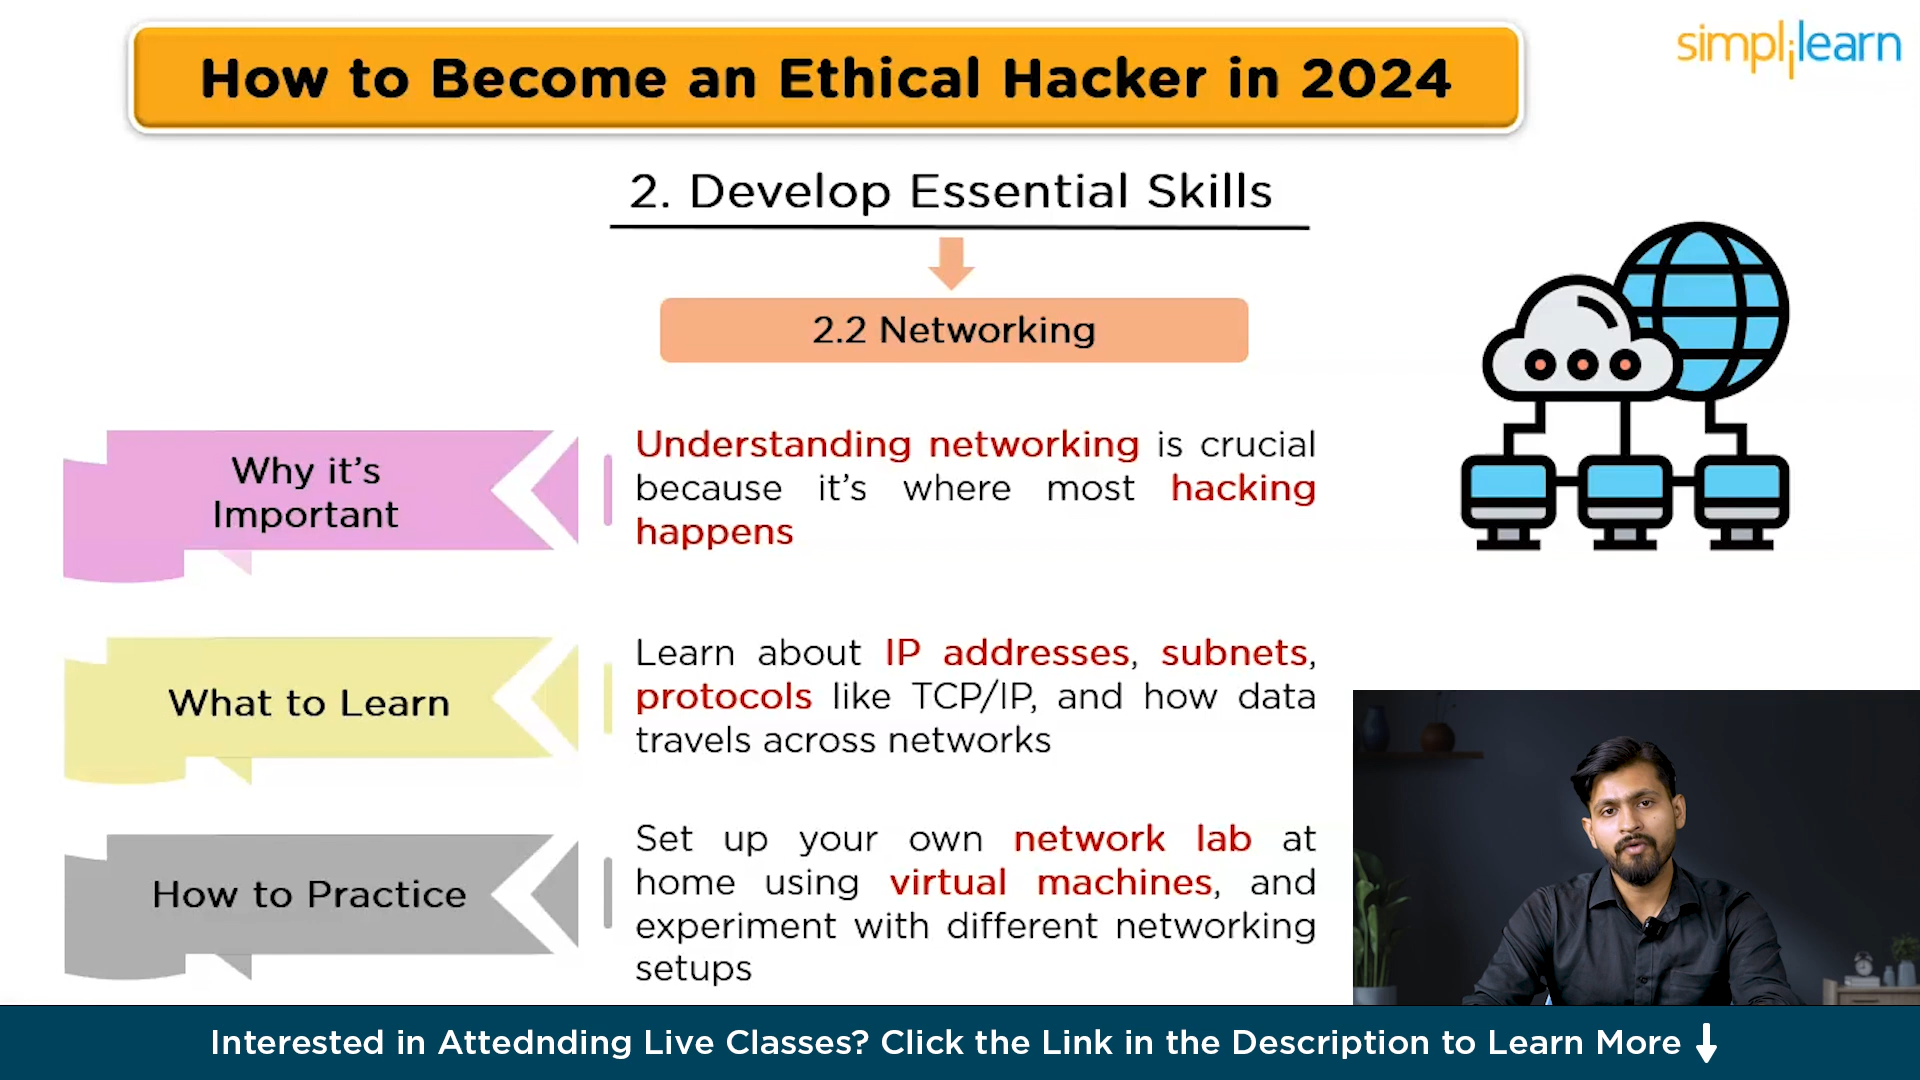 How to Become an Ethical Hacker in 2024
simplilearn
2. Develop Essential Skills
2.2 Networking
Why it's
Important
Understanding networking is crucial
because it's where most hacking
happens
What to Learn
Learn about IP addresses, subnets,
protocols like TCP/IP, and how data
travels across networks
How to Practice
Set up your own network lab at
home using virtual machines, and
experiment with different networking
setups
Interested in Attednding Live Classes? Click the Link in the Description to Learn More